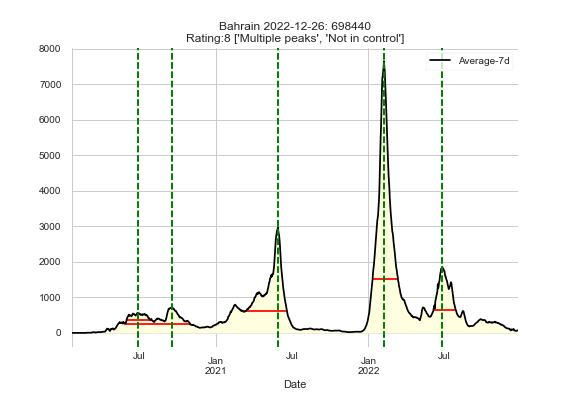 Bahrain 2022-12-26: 698440
Rating:8 ['Multiple peaks', 'Not in control']
Average-7d
8000
7000
6000
5000
4000
3000
2000
1000
0
Jul
Jan
2021
Jul
Jan
2022
Jul
Date